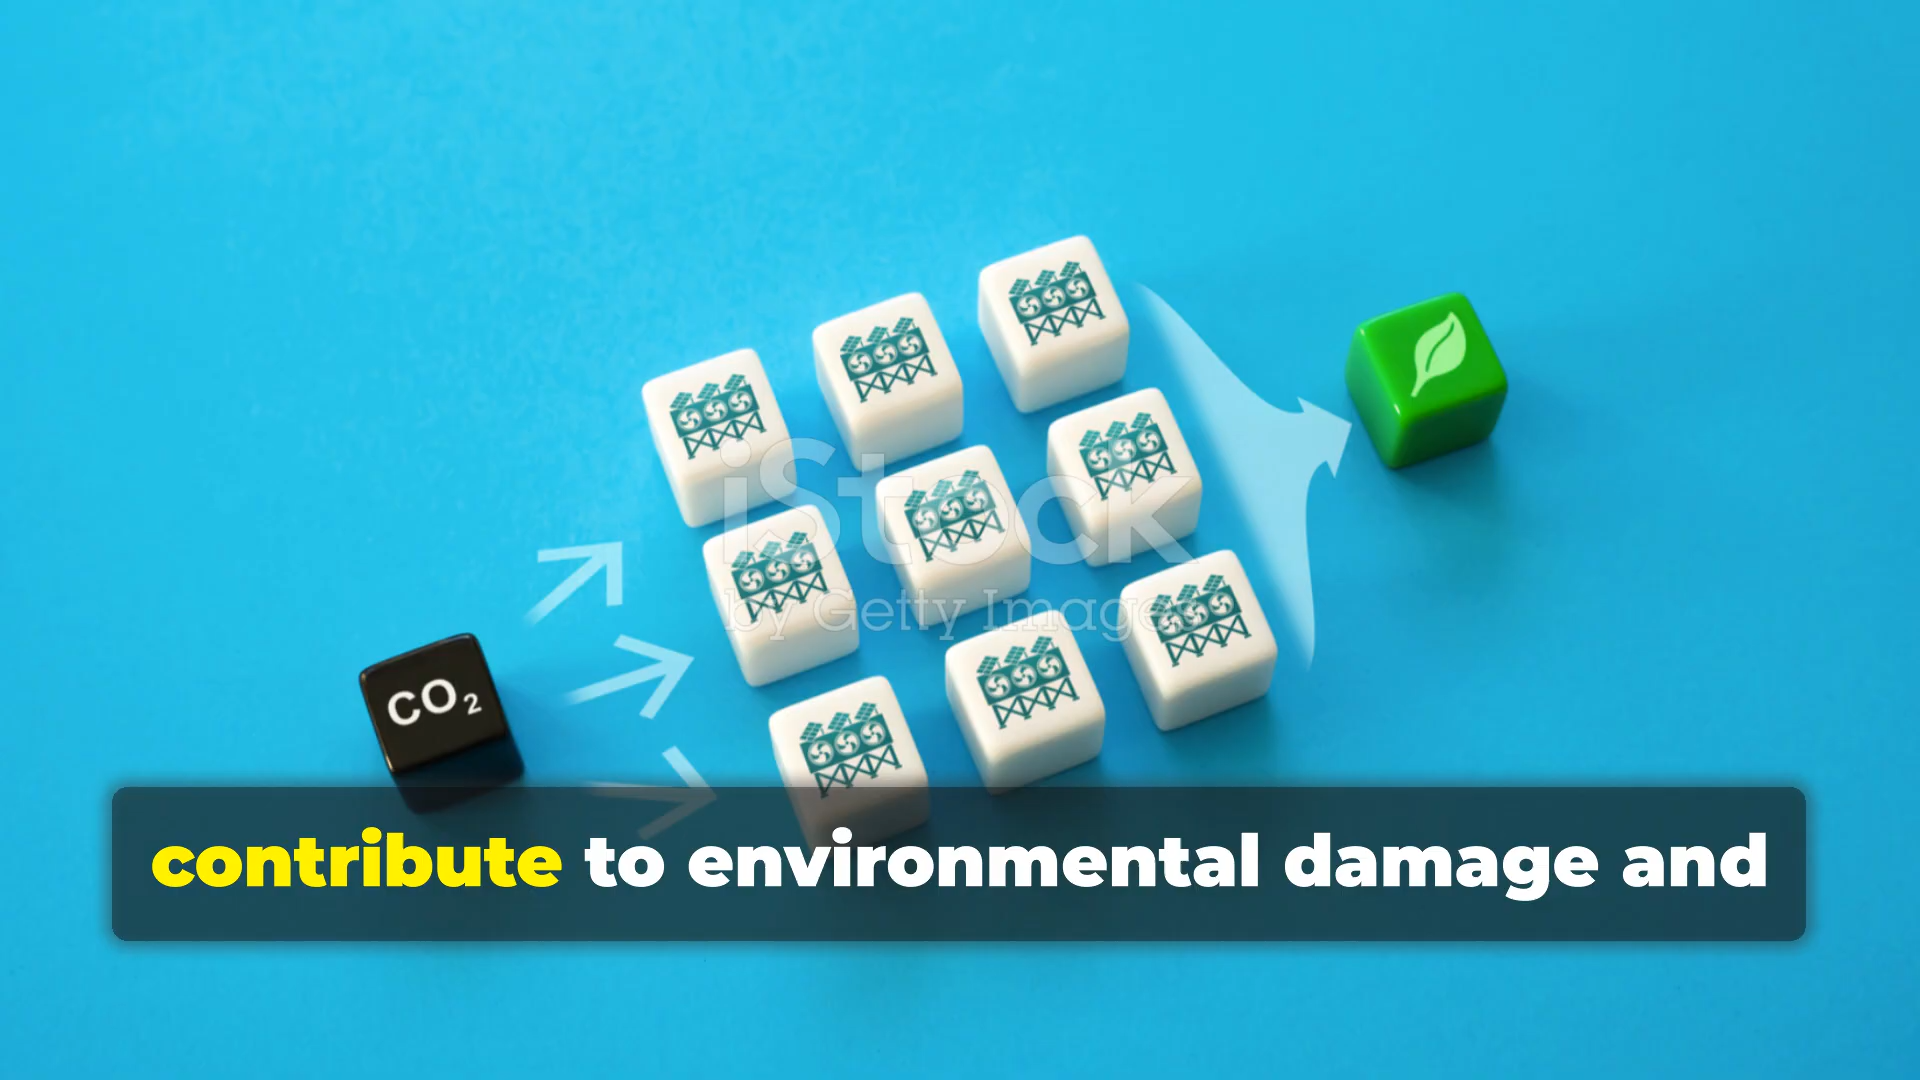 iStock
by Getty Images
CO₂
contribute to environmental damage and